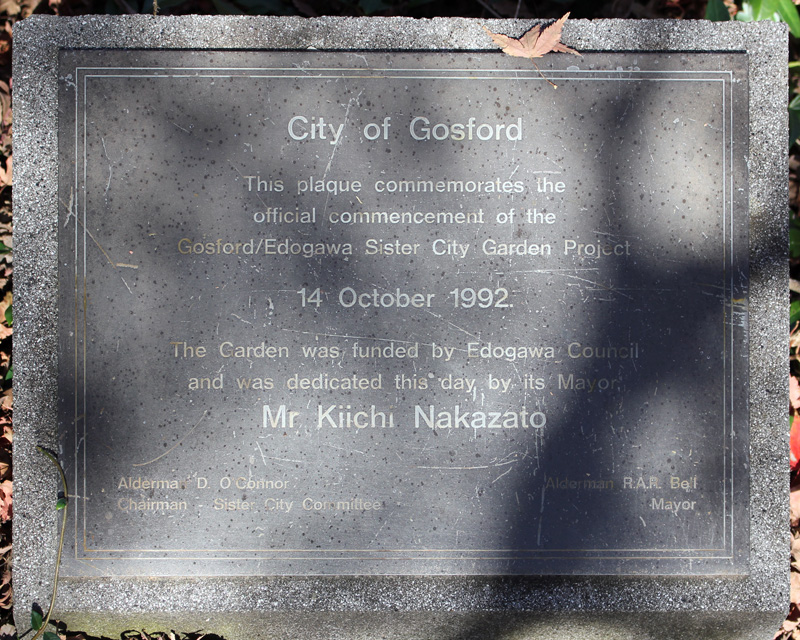 City of Gosford
This plaque commemorates the
official commencement of the
Gosford/Edogawa Sister City Garden Project
14 October 1992.
The Garden was funded by Edogawa Council
and was dedicated this day by its Mayor
Mr Kiichi Nakazato
Alderman D. O'Connor
Chairman - Sister City Committee
Alderman R.A.R. Bell
Mayor